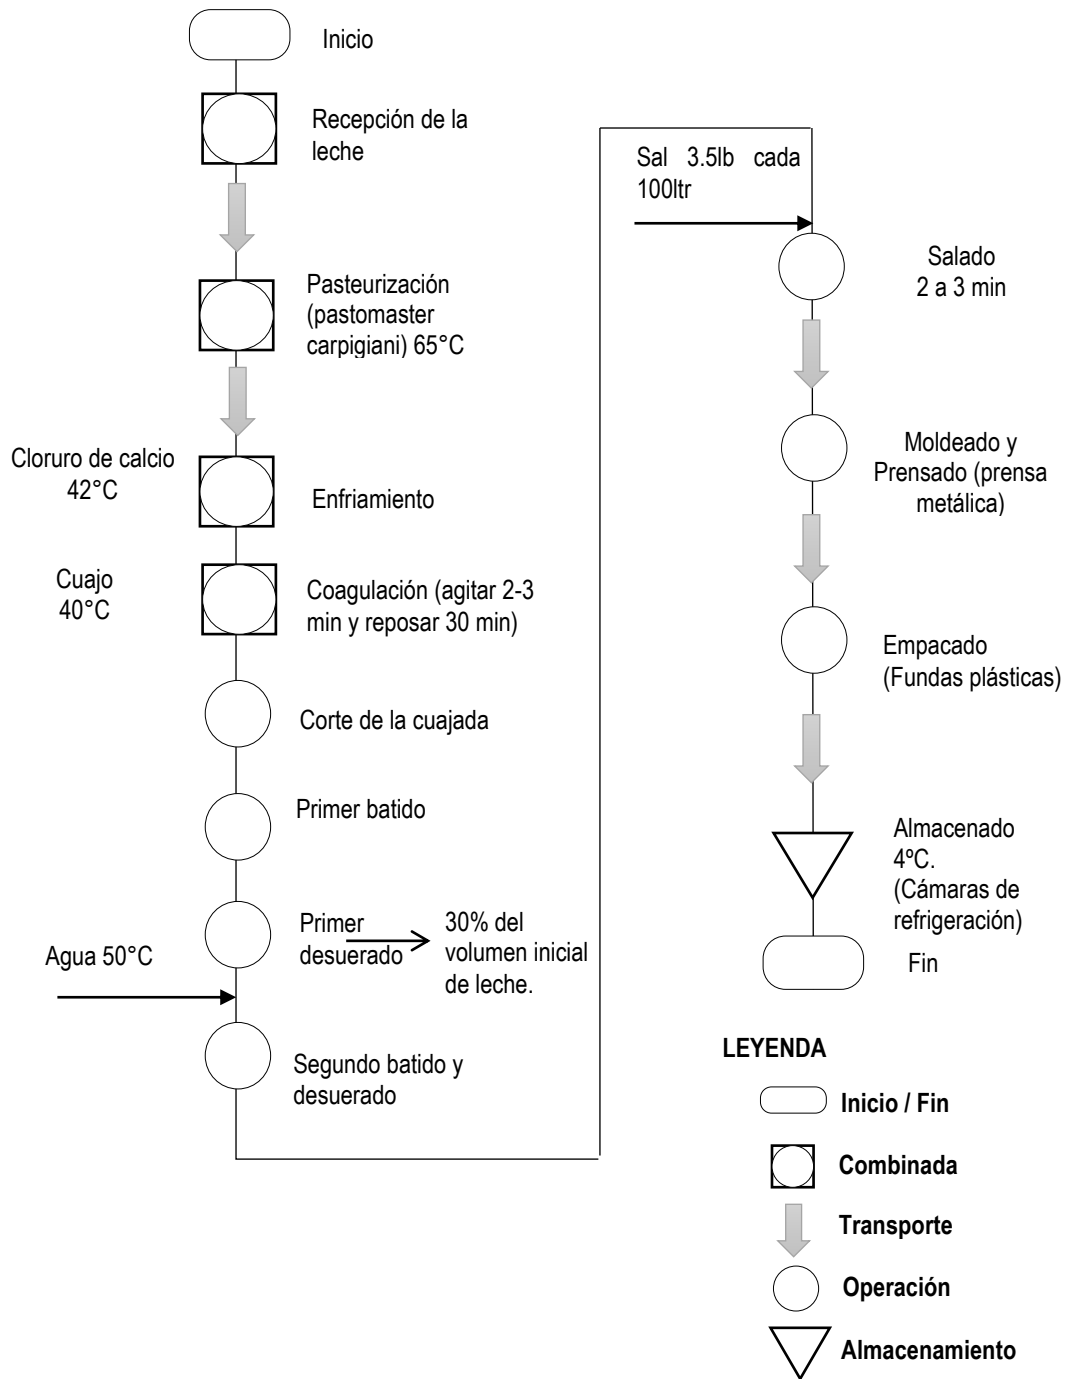 Inicio
Recepción de la
leche
Pasteurización
(pastomaster
carpigiani) 65°C
Cloruro de calcio
42°C
Enfriamiento
Cuajo
40°C
Coagulación (agitar 2-3
min y reposar 30 min)
Corte de la cuajada
Primer batido
Primer
desuerado
30% del
volumen inicial
de leche.
Agua 50°C
Segundo batido y
desuerado
Sal 3.5lb cada
100ltr
Salado
2 a 3 min
Moldeado y
Prensado (prensa
metálica)
Empacado
(Fundas plásticas)
Almacenado
4ºC.
(Cámaras de
refrigeración)
Fin
LEYENDA
Inicio / Fin
Combinada
Transporte
Operación
Almacenamiento